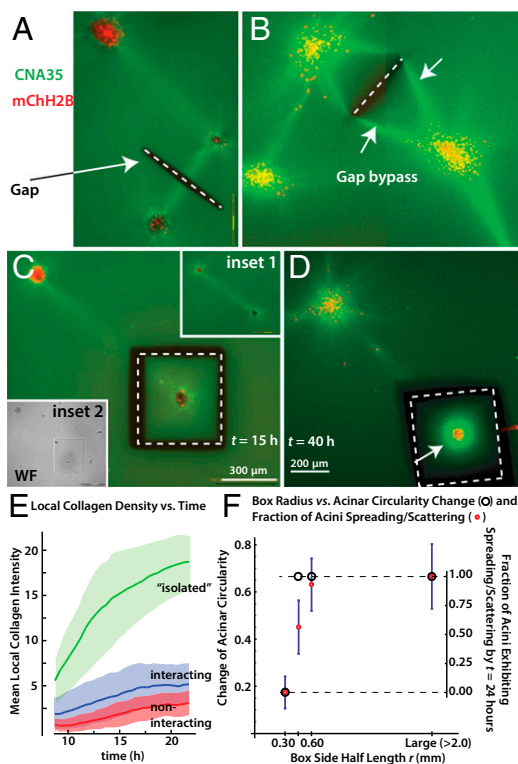 A
B
CNA35
mChH2B
Gap
Gap bypass
C
inset 1
D
inset 2
WF
t = 15 h
300 µm
t = 40 h
200 µm
E Local Collagen Density vs. Time
Mean Local Collagen Intensity
20
15
10
5
"isolated"
interacting
non-
interacting
10 15 20
time (h)
F Box Radius vs. Acinar Circularity Change (O) and
Fraction of Acini Spreading/Scattering (∘)
Change of Acinar Circularity
0.8
0.6
0.4
0.2
1.00
0.75
0.50
0.25
0.00
Fraction of Acini Exhibiting
Spreading/Scattering by t = 24 hours
0.30 0.60 Large (>2.0)
Box Side Half Length r (mm)